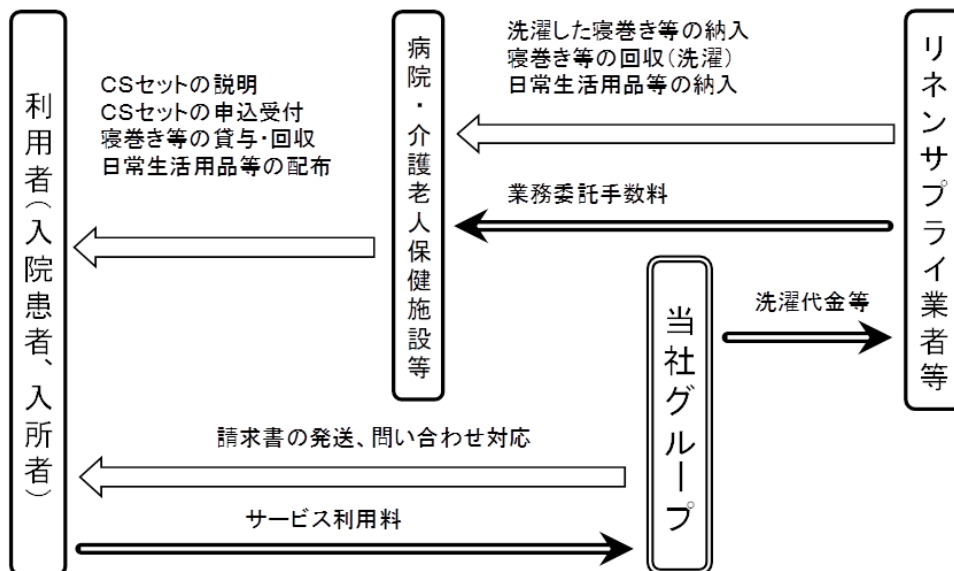 利用者（入院患者、入所者）
CSセットの説明
CSセットの申込受付
寝巻き等の貸与・回収
日常生活用品等の配布
病院・介護老人保健施設等
洗濯した寝巻き等の納入
寝巻き等の回収（洗濯）
日常生活用品等の納入
業務委託手数料
リネンサプライ業者等
当社グループ
洗濯代金等
請求書の発送、問い合わせ対応
サービス利用料